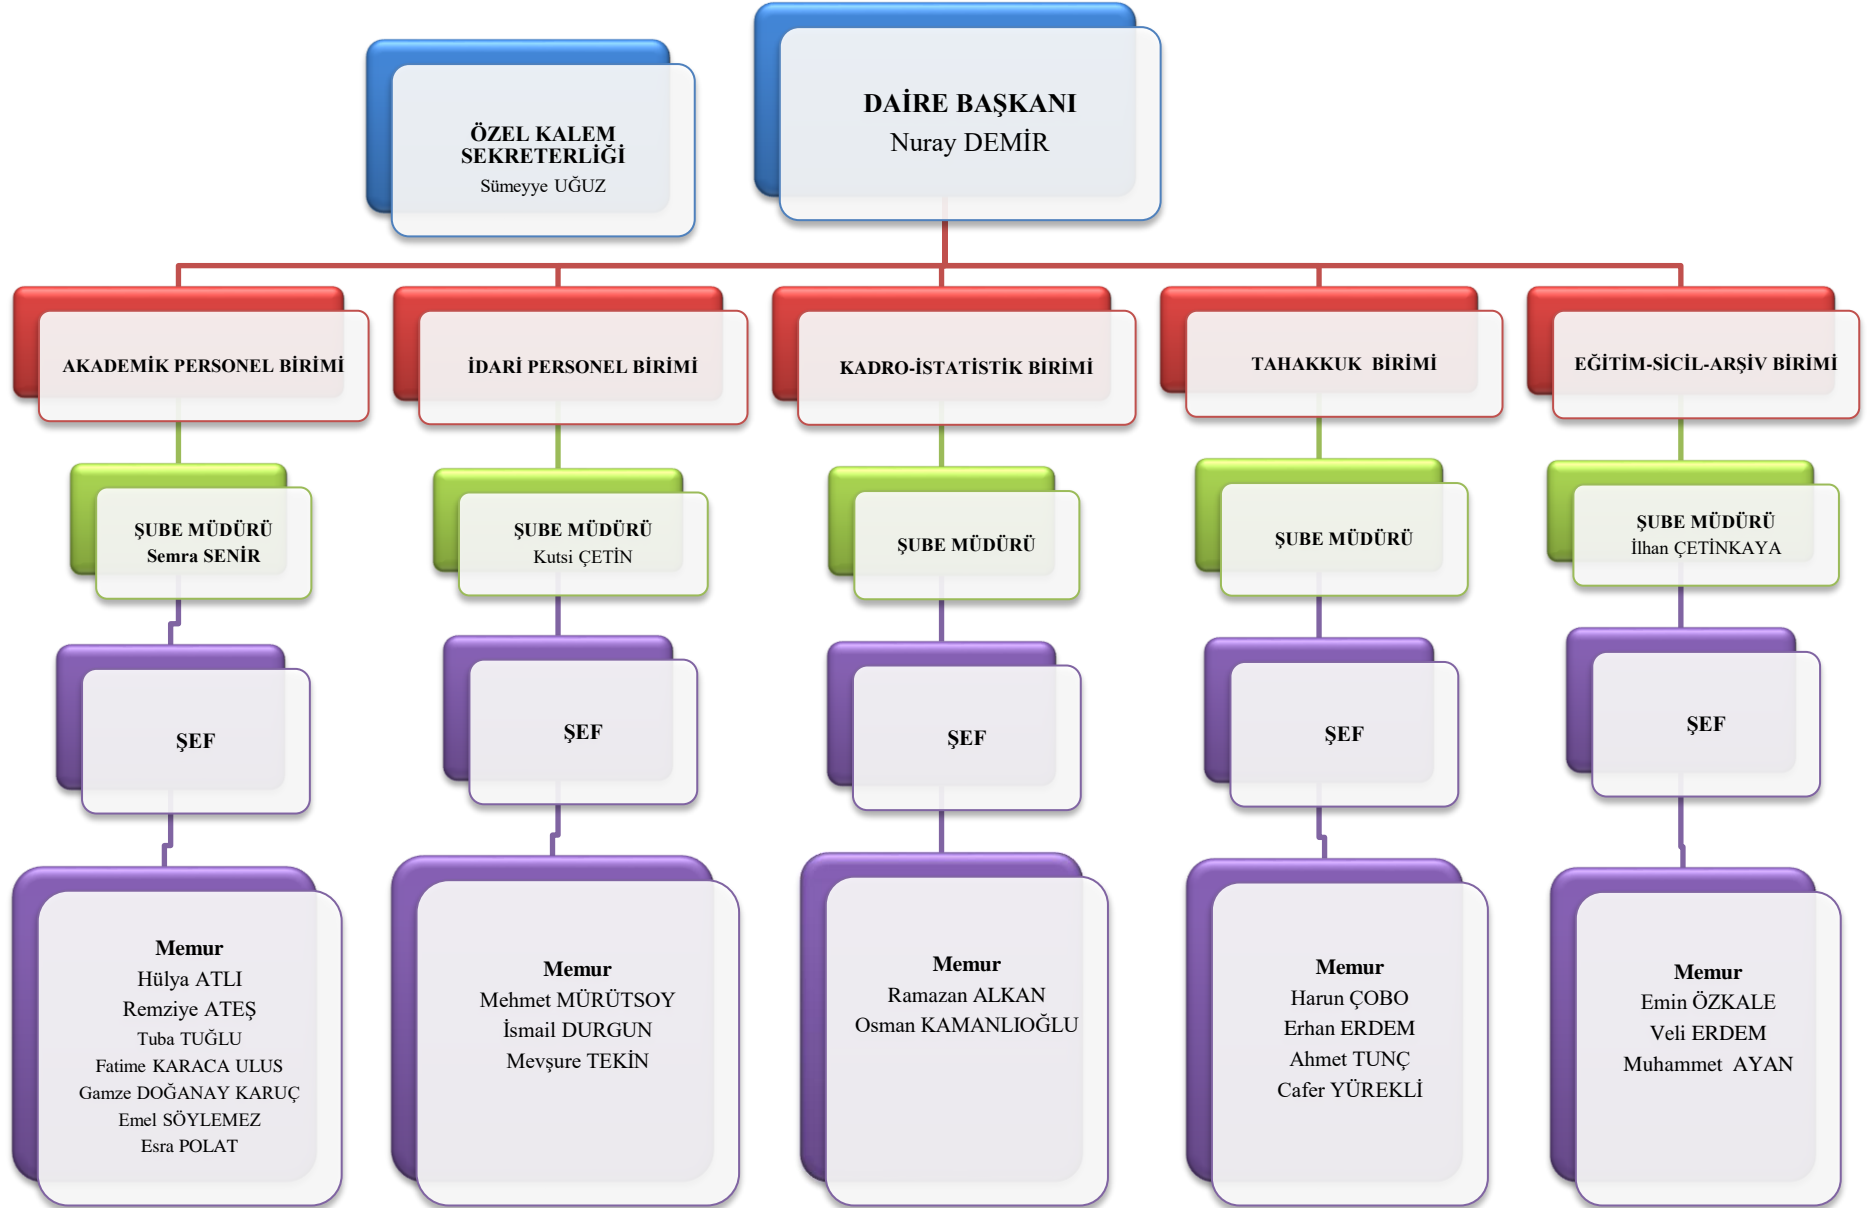 DAİRE BAŞKANI
Nuray DEMİR
ÖZEL KALEM
SEKRETERLİĞİ
Sümeyye UĞUZ
AKADEMİK PERSONEL BİRİMİ
İDARİ PERSONEL BİRİMİ
KADRO-İSTATİSTİK BİRİMİ
TAHAKKUK BİRİMİ
EĞİTİM-SİCİL-ARŞİV BİRİMİ
ŞUBE MÜDÜRÜ
Semra SENİR
ŞUBE MÜDÜRÜ
Kutsi ÇETİN
ŞUBE MÜDÜRÜ
ŞUBE MÜDÜRÜ
ŞUBE MÜDÜRÜ
İlhan ÇETİNKAYA
ŞEF
ŞEF
ŞEF
ŞEF
ŞEF
Memur
Hülya ATLI
Remziye ATEŞ
Tuba TUĞLU
Fatime KARACA ULUS
Gamze DOĞANAY KARUÇ
Emel SÖYLEMEZ
Esra POLAT
Memur
Mehmet MÜRÜTSOY
İsmail DURGUN
Mevşure TEKİN
Memur
Ramazan ALKAN
Osman KAMANLIOĞLU
Memur
Harun ÇOBO
Erhan ERDEM
Ahmet TUNÇ
Cafer YÜREKLİ
Memur
Emin ÖZKALE
Veli ERDEM
Muhammet AYAN